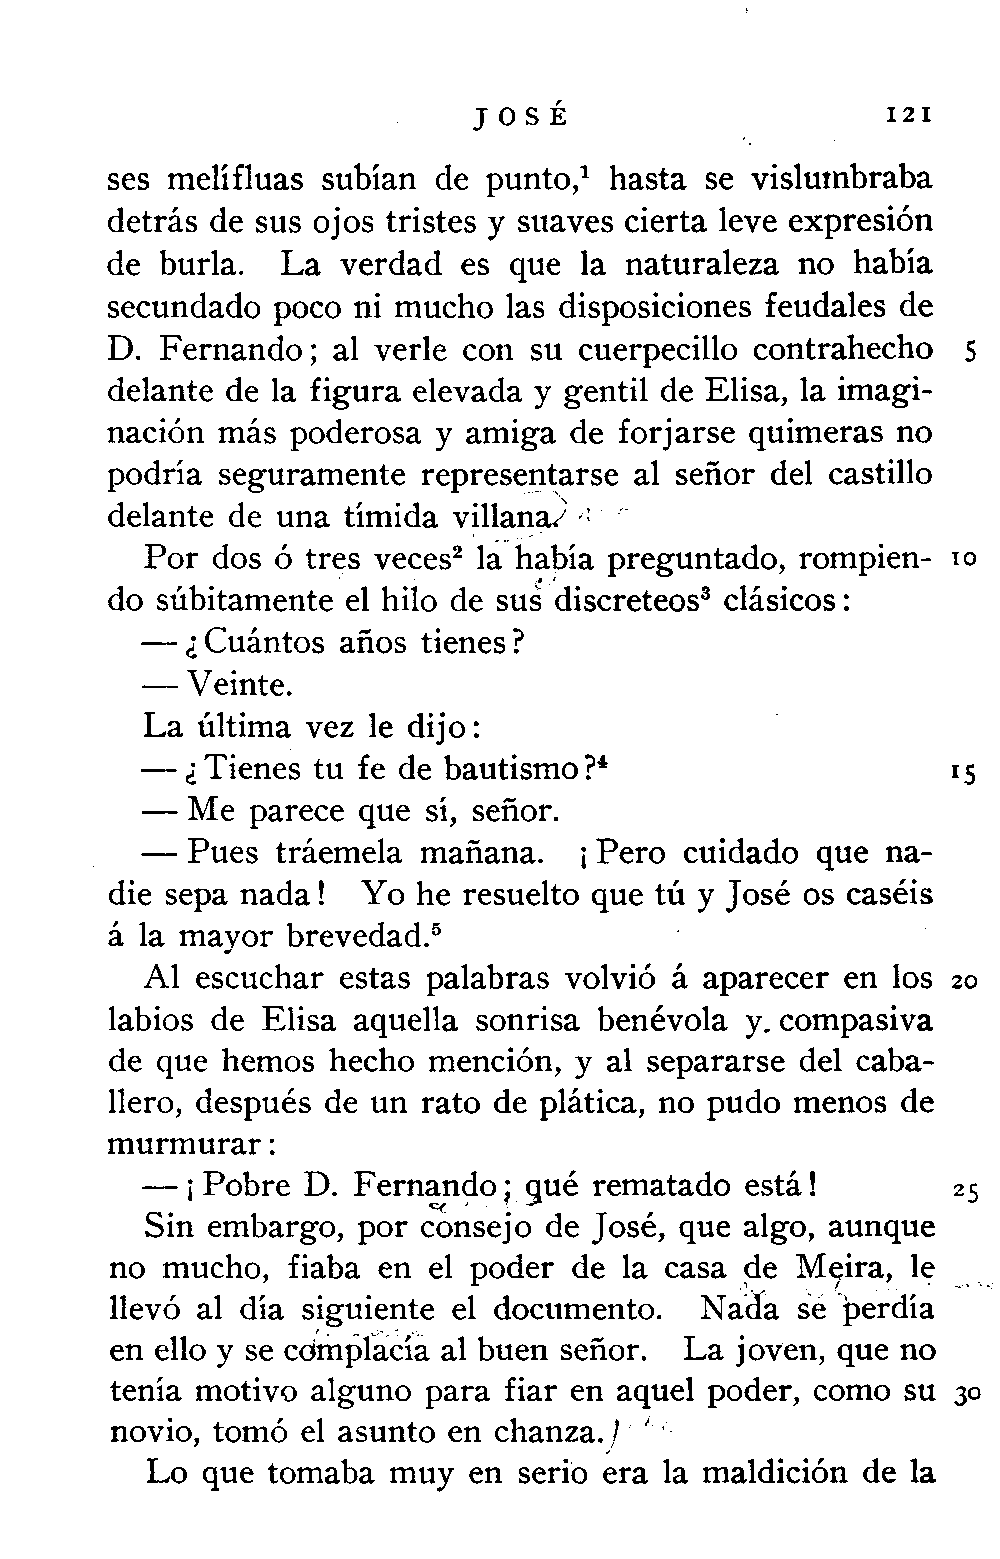 JOSÉ 121
ses melífluas subían de punto,¹ hasta se vislumbraba
detrás de sus ojos tristes y suaves cierta leve expresión
de burla. La verdad es que la naturaleza no había
secundado poco ni mucho las disposiciones feudales de
D. Fernando; al verle con su cuerpecillo contrahecho 5
delante de la figura elevada y gentil de Elisa, la imagi-
nación más poderosa y amiga de forjarse quimeras no
podría seguramente representarse al señor del castillo
delante de una tímida villana.
Por dos ó tres veces² la había preguntado, rompien- 10
do súbitamente el hilo de sus discreteos³ clásicos:
— ¿Cuántos años tienes?
— Veinte.
La última vez le dijo:
— ¿Tienes tu fe de bautismo?⁴ 15
— Me parece que sí, señor.
— Pues tráemela mañana. ¡Pero cuidado que na-
die sepa nada! Yo he resuelto que tú y José os caséis
á la mayor brevedad.⁵
Al escuchar estas palabras volvió á aparecer en los 20
labios de Elisa aquella sonrisa benévola y compasiva
de que hemos hecho mención, y al separarse del caba-
llero, después de un rato de plática, no pudo menos de
murmurar:
— ¡Pobre D. Fernando; qué rematado está! 25
Sin embargo, por consejo de José, que algo, aunque
no mucho, fiaba en el poder de la casa de Meira, le
llevó al día siguiente el documento. Nada se perdía
en ello y se complacía al buen señor. La joven, que no
tenía motivo alguno para fiar en aquel poder, como su 30
novio, tomó el asunto en chanza.
Lo que tomaba muy en serio era la maldición de la